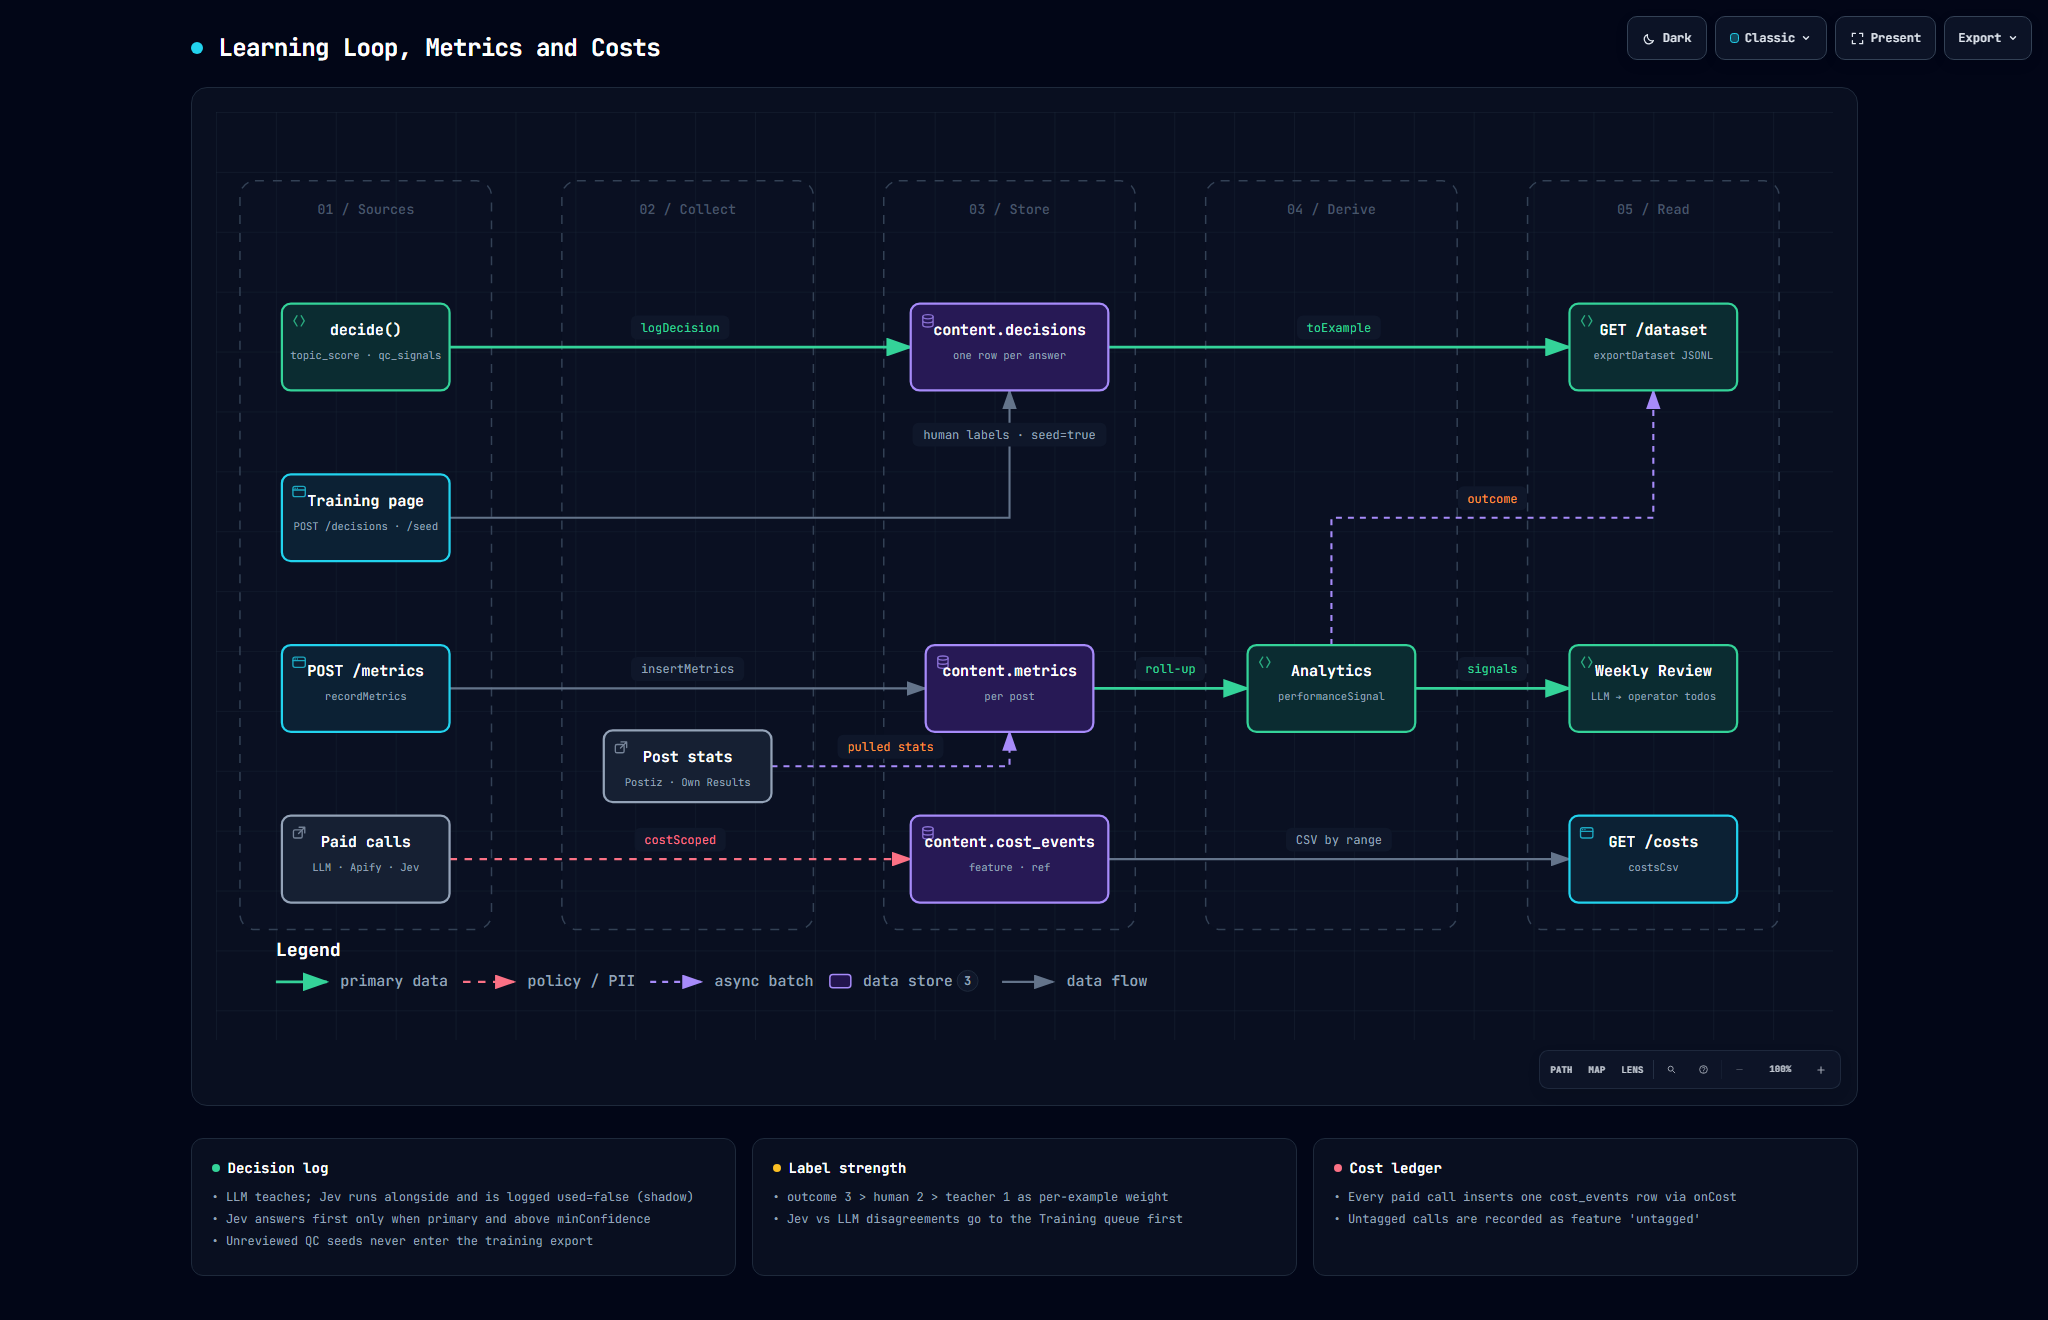 Learning Loop, Metrics and Costs
Dark
Classic
Present
Export
01 / Sources
02 / Collect
03 / Store
04 / Derive
05 / Read
decide()
topic_score · qc_signals
logDecision
content.decisions
one row per answer
toExample
GET /dataset
exportDataset JSONL
human labels · seed=true
Training page
POST /decisions · /seed
outcome
POST /metrics
recordMetrics
insertMetrics
content.metrics
per post
roll-up
Analytics
performanceSignal
signals
Weekly Review
LLM → operator todos
Post stats
Postiz · Own Results
pulled stats
Paid calls
LLM · Apify · Jev
costScoped
content.cost_events
feature · ref
CSV by range
GET /costs
costsCsv
Legend
primary data
policy / PII
async batch
data store 3
data flow
PATH
MAP
LENS
100%
Decision log
• LLM teaches; Jev runs alongside and is logged used=false (shadow)
• Jev answers first only when primary and above minConfidence
• Unreviewed QC seeds never enter the training export
Label strength
• outcome 3 > human 2 > teacher 1 as per-example weight
• Jev vs LLM disagreements go to the Training queue first
Cost ledger
• Every paid call inserts one cost_events row via onCost
• Untagged calls are recorded as feature 'untagged'